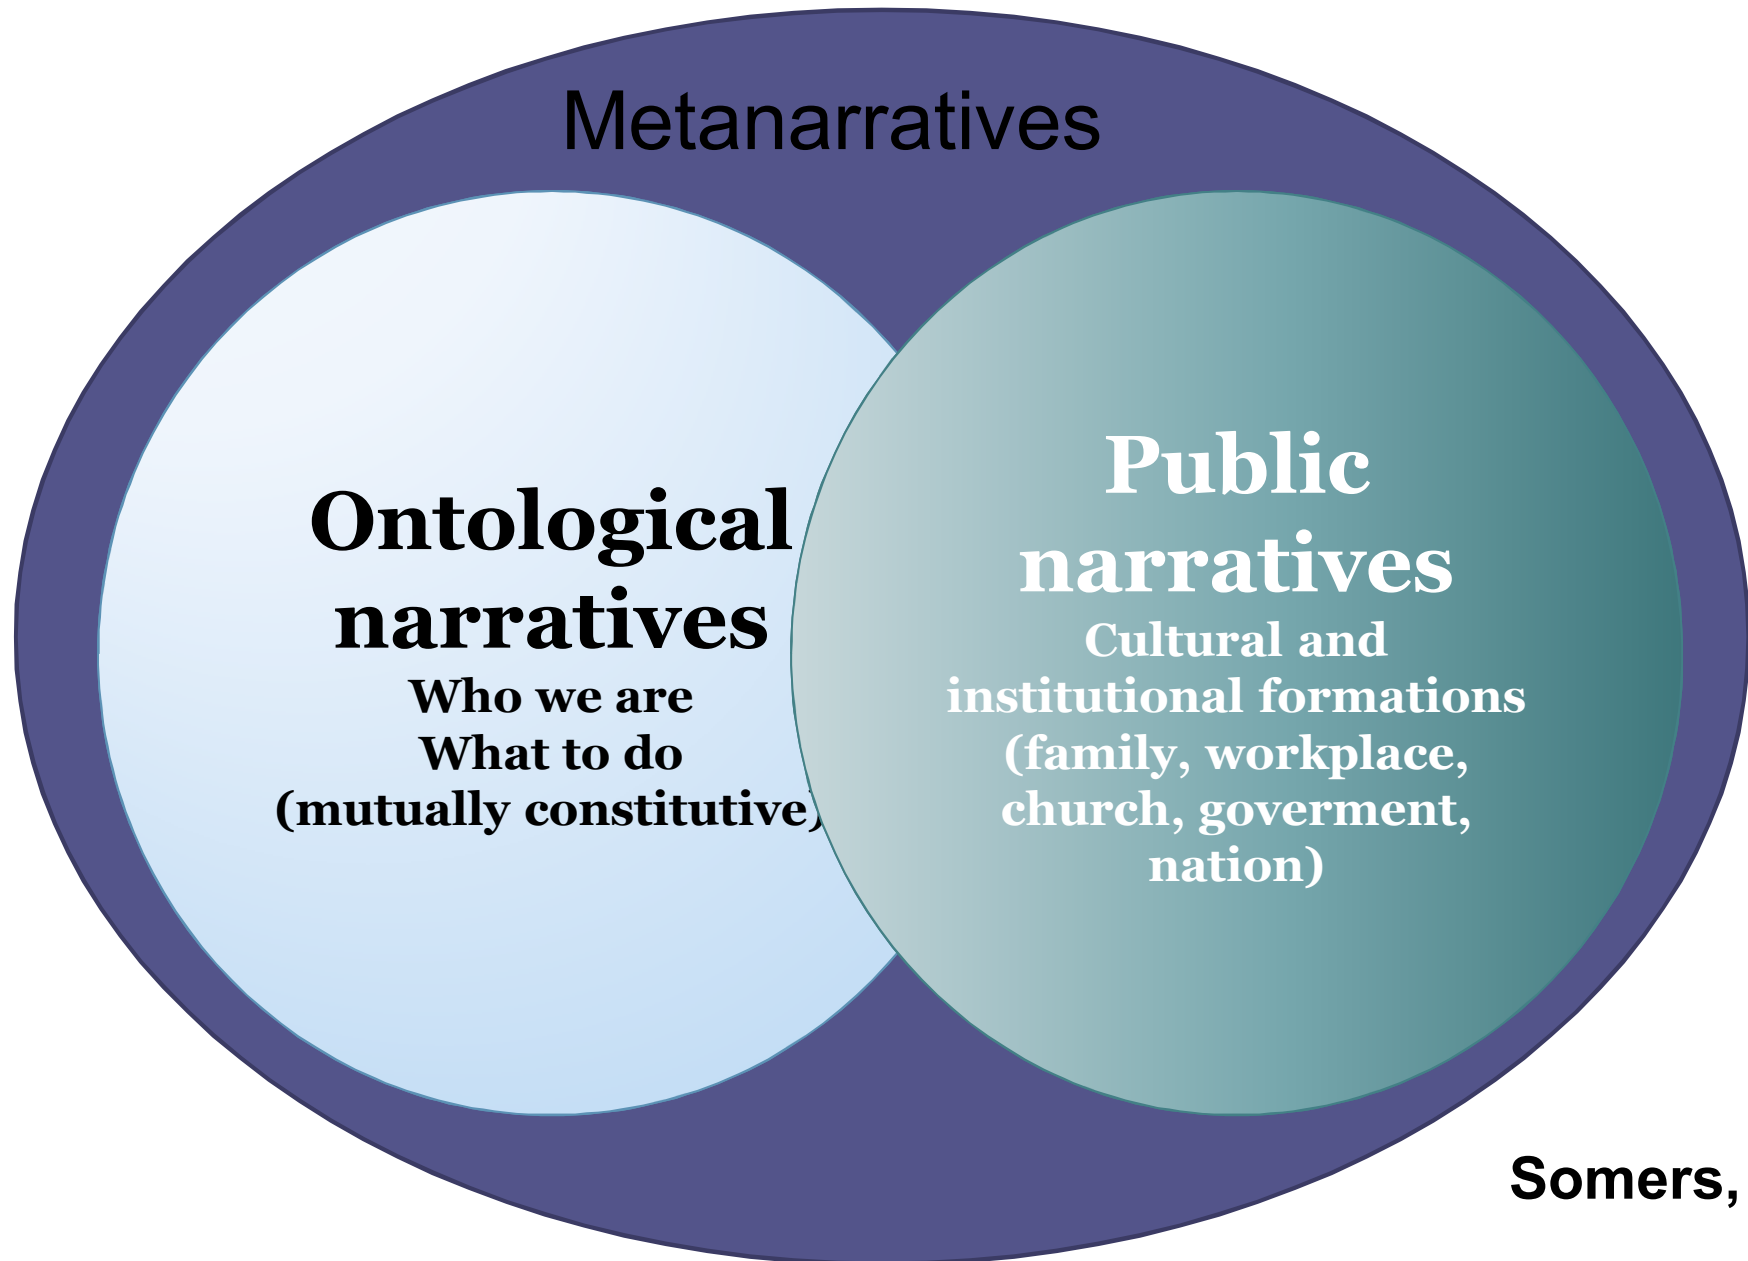 Metanarratives
Ontological
narratives
Who we are
What to do
(mutually constitutive)
Public
narratives
Cultural and
institutional formations
(family, workplace,
church, goverment,
nation)
Somers,